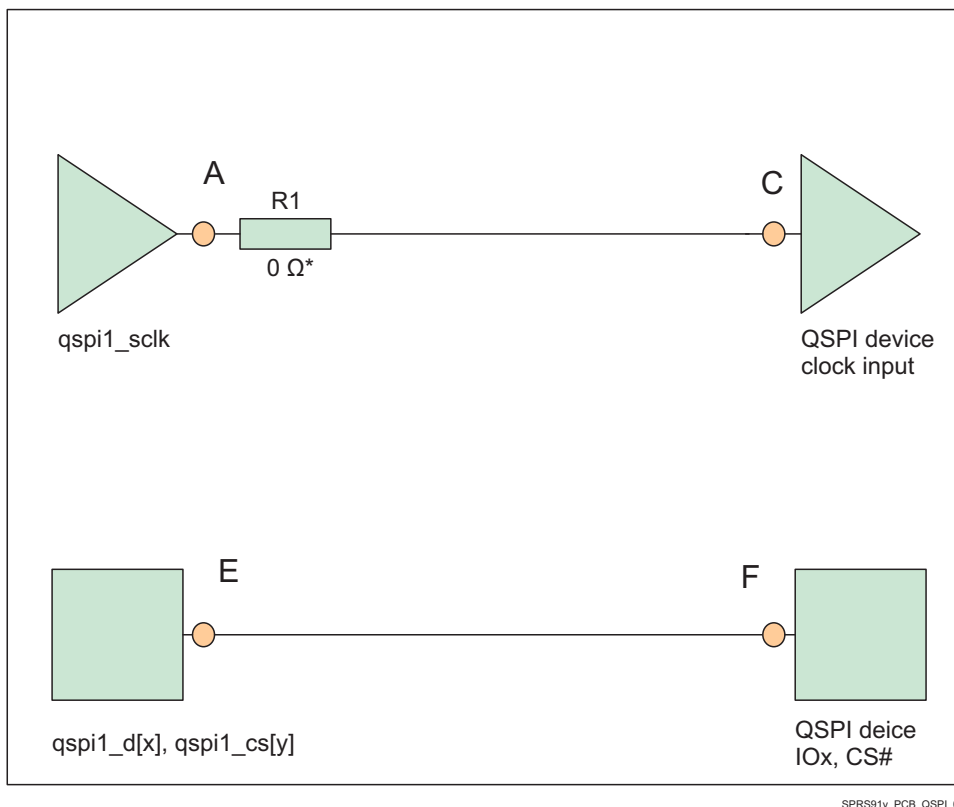 A
C
R1
0 Ω*
qspi1_sclk
QSPI device
clock input
E
F
qspi1_d[x], qspi1_cs[y]
QSPI deice
IOx, CS#